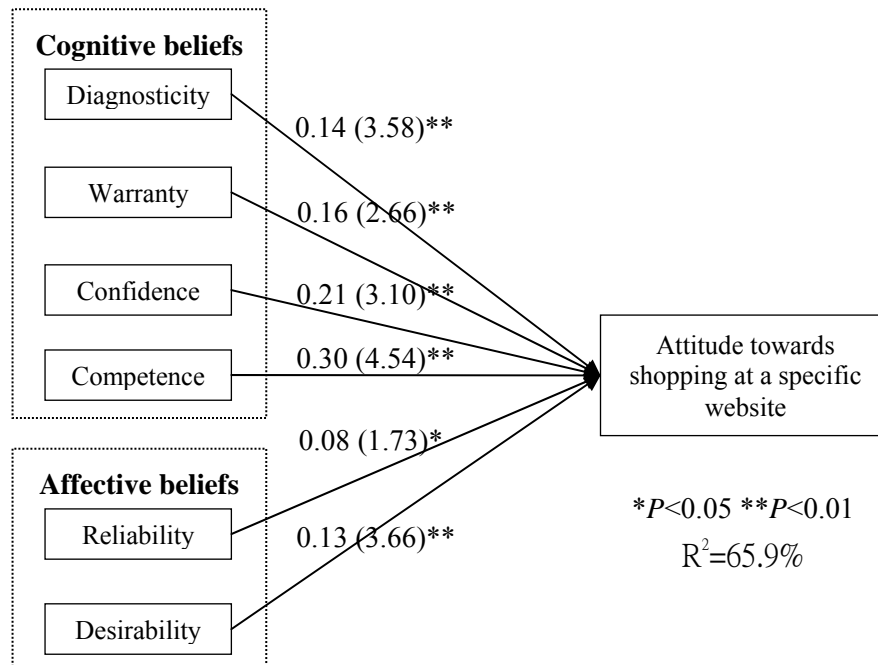 Cognitive beliefs
Diagnosticity
0.14 (3.58)**
Warranty
0.16 (2.66)**
Confidence
0.21 (3.10)**
Competence
0.30 (4.54)**
Attitude towards
shopping at a specific
website
0.08 (1.73)*
Affective beliefs
Reliability
0.13 (3.66)**
Desirability
*P<0.05 **P<0.01
R²=65.9%